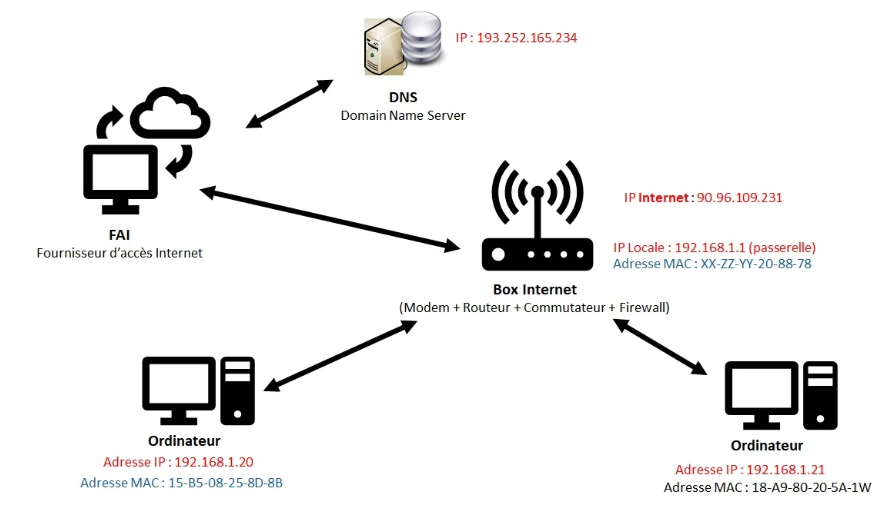 IP : 193.252.165.234
DNS
Domain Name Server
FAI
Fournisseur d'accès Internet
IP Internet : 90.96.109.231
IP Locale : 192.168.1.1 (passerelle)
Adresse MAC : XX-ZZ-YY-20-88-78
Box Internet
(Modem + Routeur + Commutateur + Firewall)
Ordinateur
Adresse IP : 192.168.1.20
Adresse MAC : 15-B5-08-25-8D-8B
Ordinateur
Adresse IP : 192.168.1.21
Adresse MAC : 18-A9-80-20-5A-1W